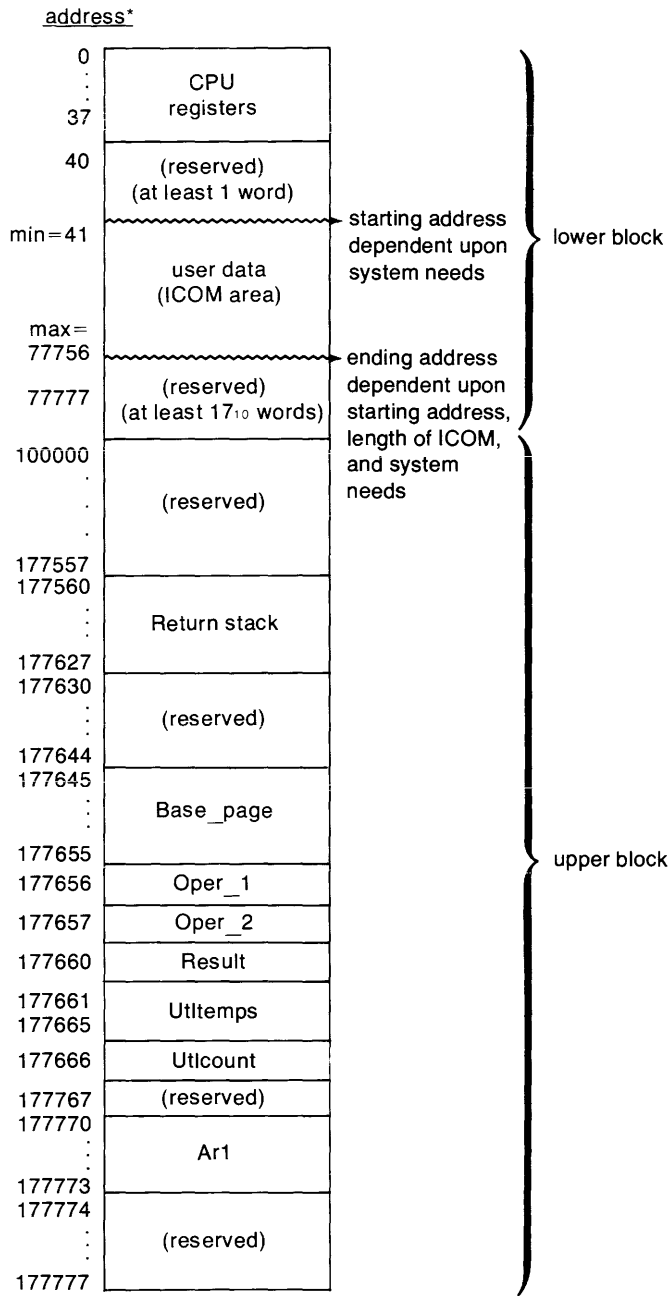 address*
0
CPU
registers
37
40
(reserved)
(at least 1 word)
starting address
dependent upon
system needs
lower block
min=41
user data
(ICOM area)
max=
77756
ending address
dependent upon
starting address,
length of ICOM,
and system
needs
77777
(reserved)
(at least 17₁₀ words)
100000
(reserved)
177557
177560
Return stack
177627
177630
(reserved)
177644
177645
Base_page
177655
upper block
177656
Oper_1
177657
Oper_2
177660
Result
177661
177665
Utltemps
177666
Utlcount
177767
(reserved)
177770
Ar1
177773
177774
(reserved)
177777